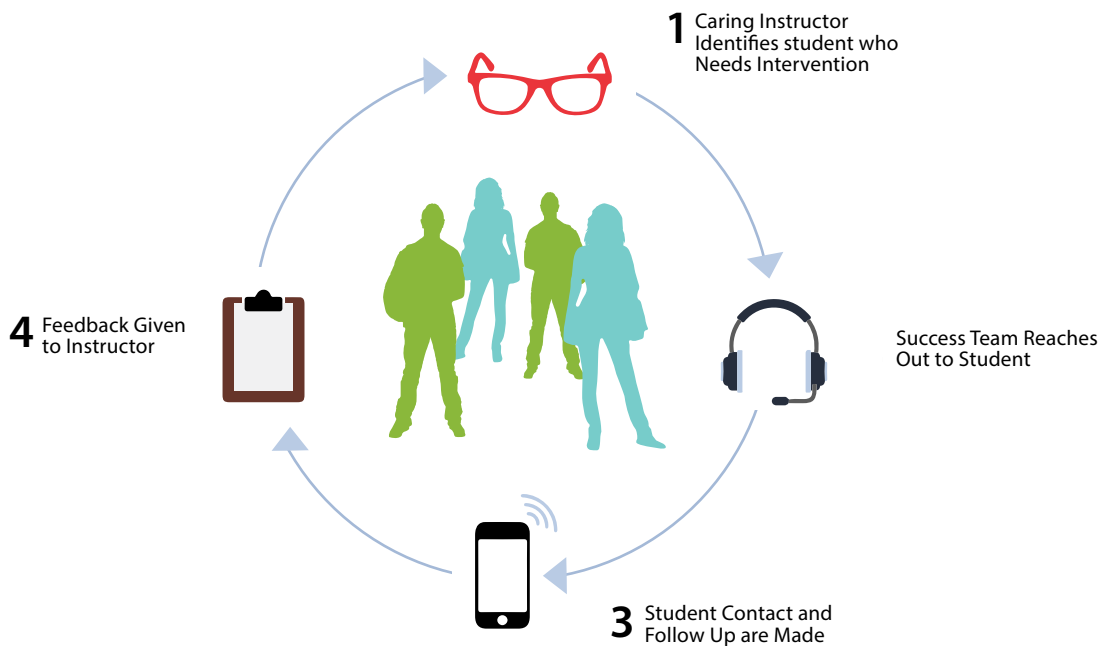 1 Caring Instructor
Identifies student who
Needs Intervention
Success Team Reaches
Out to Student
3 Student Contact and
Follow Up are Made
4 Feedback Given
to Instructor